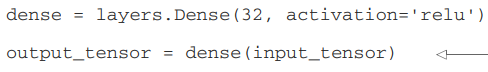 dense = layers.Dense(32, activation='relu')
output_tensor = dense(input_tensor)